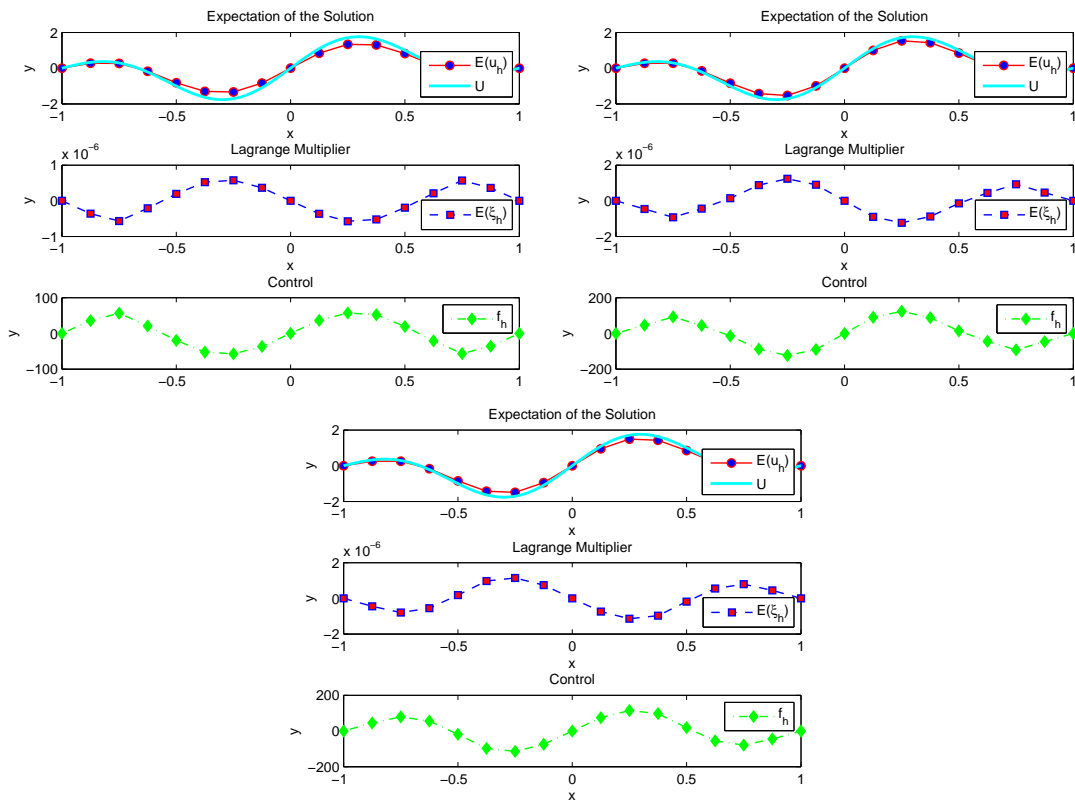 Expectation of the Solution
2
0
−2
y
E(u_h)
U
−1
−0.5
0
0.5
1
x
x 10^−6
Lagrange Multiplier
1
0
−1
y
E(ξ_h)
−1
−0.5
0
0.5
1
x
Control
100
0
−100
y
f_h
−1
−0.5
0
0.5
1
x
Expectation of the Solution
2
0
−2
y
E(u_h)
U
−1
−0.5
0
0.5
1
x
x 10^−6
Lagrange Multiplier
2
0
−2
y
E(ξ_h)
−1
−0.5
0
0.5
1
x
Control
200
0
−200
y
f_h
−1
−0.5
0
0.5
1
x
Expectation of the Solution
2
0
−2
y
E(u_h)
U
−1
−0.5
0
0.5
1
x
x 10^−6
Lagrange Multiplier
2
0
−2
y
E(ξ_h)
−1
−0.5
0
0.5
1
x
Control
200
0
−200
y
f_h
−1
−0.5
0
0.5
1
x